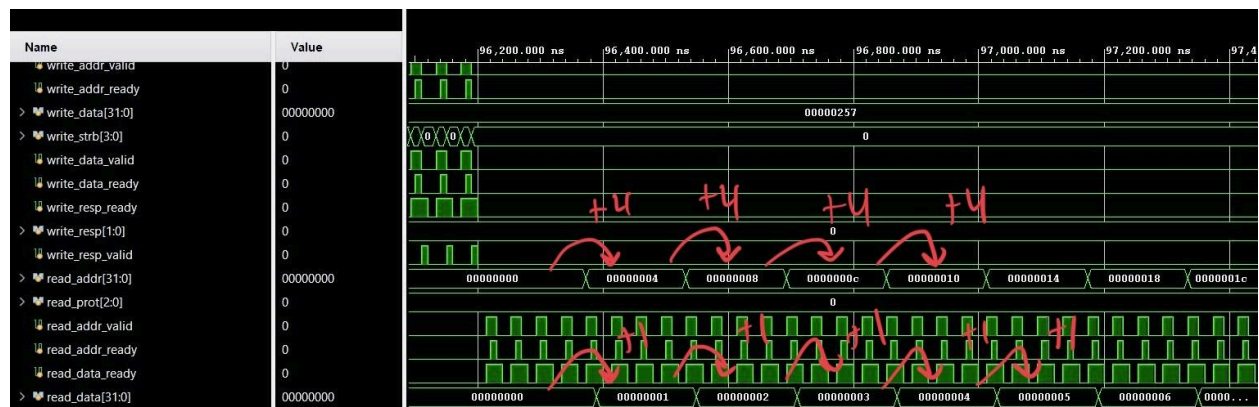 Name Value
96,200.000 ns 96,400.000 ns 96,600.000 ns 96,800.000 ns 97,000.000 ns 97,200.000 ns 97,4
write_addr_valid 0
write_addr_ready 0
write_data[31:0] 00000000 00000257
write_strb[3:0] 0 0 0 0
write_data_valid 0
write_data_ready 0
write_resp_ready 0 +4 +4 +4 +4
write_resp[1:0] 0 0
write_resp_valid 0
read_addr[31:0] 00000000 00000000 00000004 00000008 0000000c 00000010 00000014 00000018 0000001c
read_prot[2:0] 0 0
read_addr_valid 0
read_addr_ready 0 +1 +1 +1 +1 +1
read_data_ready 0
read_data[31:0] 00000000 00000000 00000001 00000002 00000003 00000004 00000005 00000006 0000...